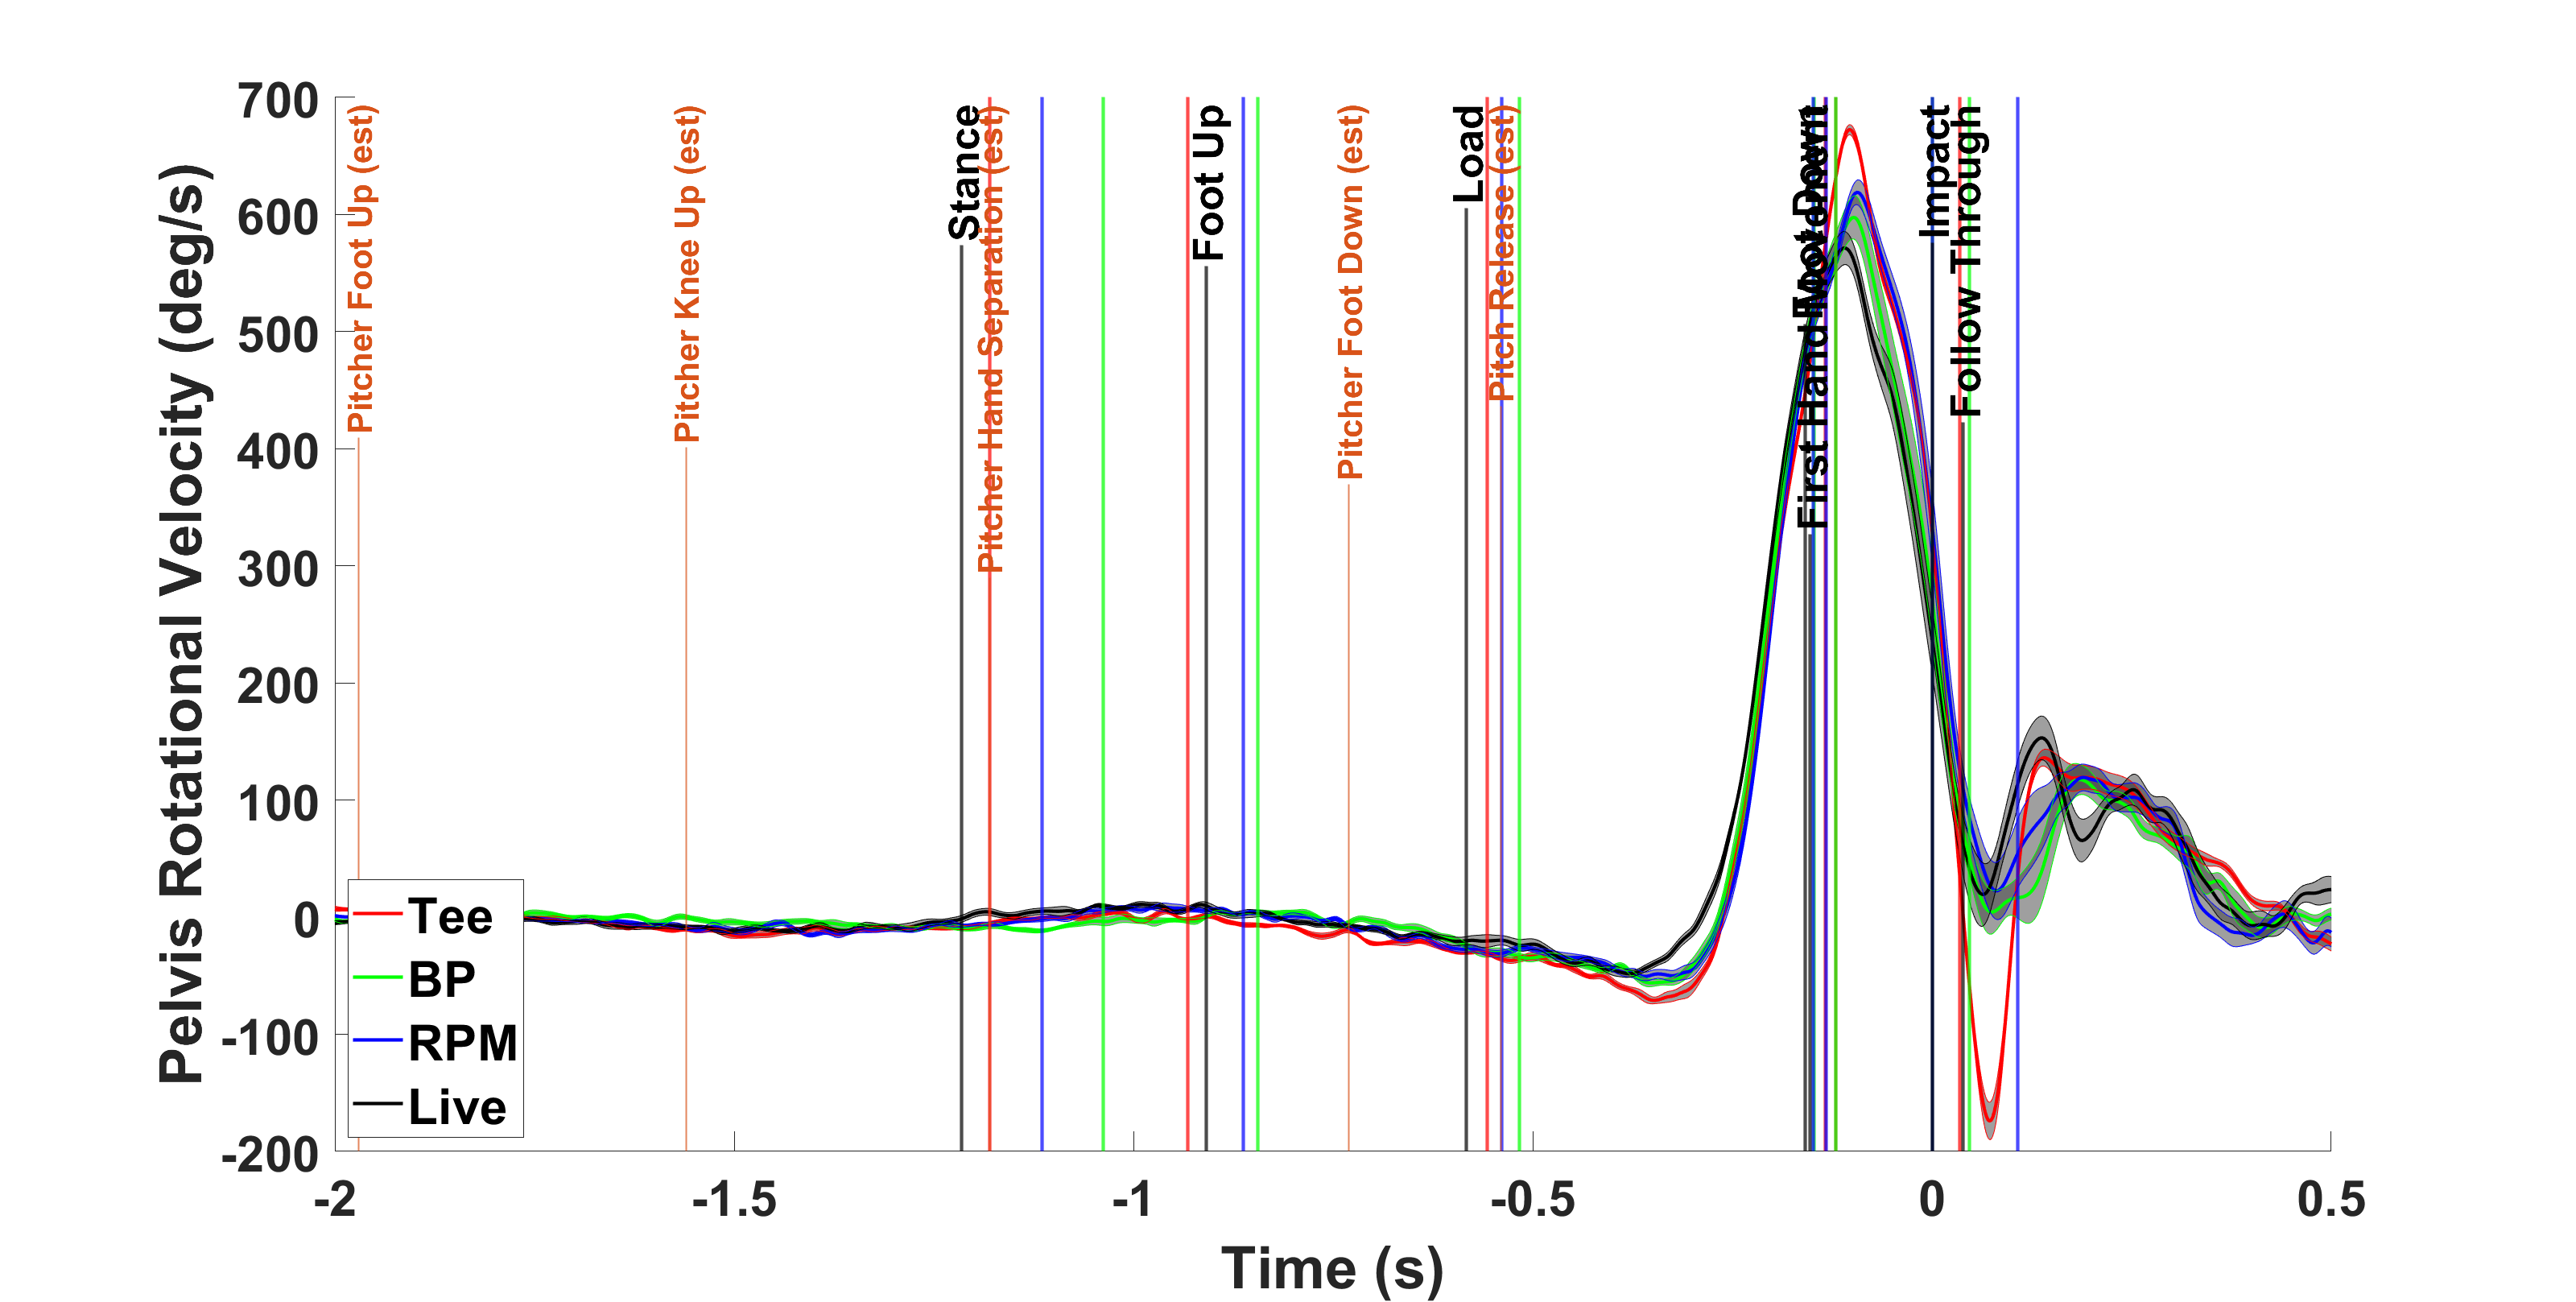 Pelvis Rotational Velocity (deg/s)
700
600
500
400
300
200
100
0
-100
-200
Pitcher Foot Up (est)
Pitcher Knee Up (est)
Stance
Pitcher Hand Separation (est)
Foot Up
Pitcher Foot Down (est)
Load
Pitch Release (est)
Foot Down
First Hand Movement
Impact
Follow Through
Tee
BP
RPM
Live
-2
-1.5
-1
-0.5
0
0.5
Time (s)